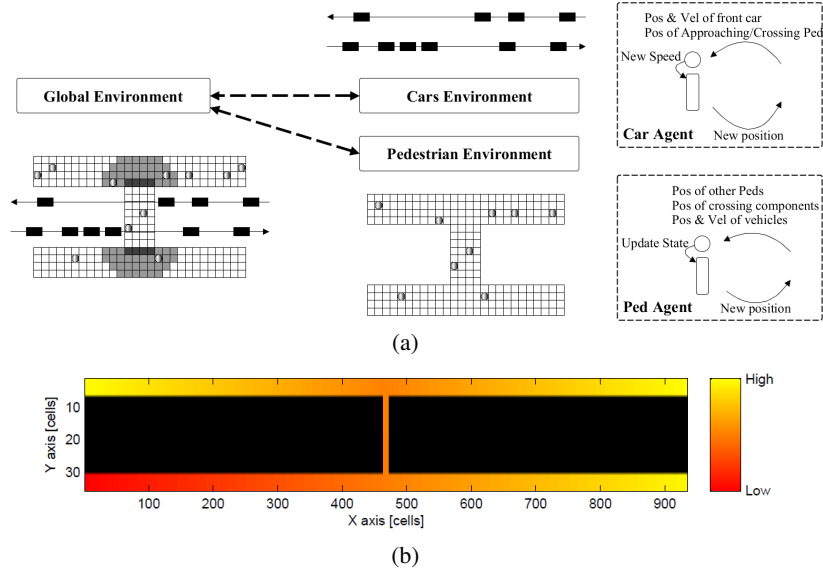 Global Environment
Cars Environment
Pedestrian Environment
Pos & Vel of front car
Pos of Approaching/Crossing Ped
New Speed
Car Agent
New position
Pos of other Peds
Pos of crossing components
Pos & Vel of vehicles
Update State
Ped Agent
New position
(a)
Y axis [cells]
10
20
30
100
200
300
400
500
600
700
800
900
X axis [cells]
High
Low
(b)